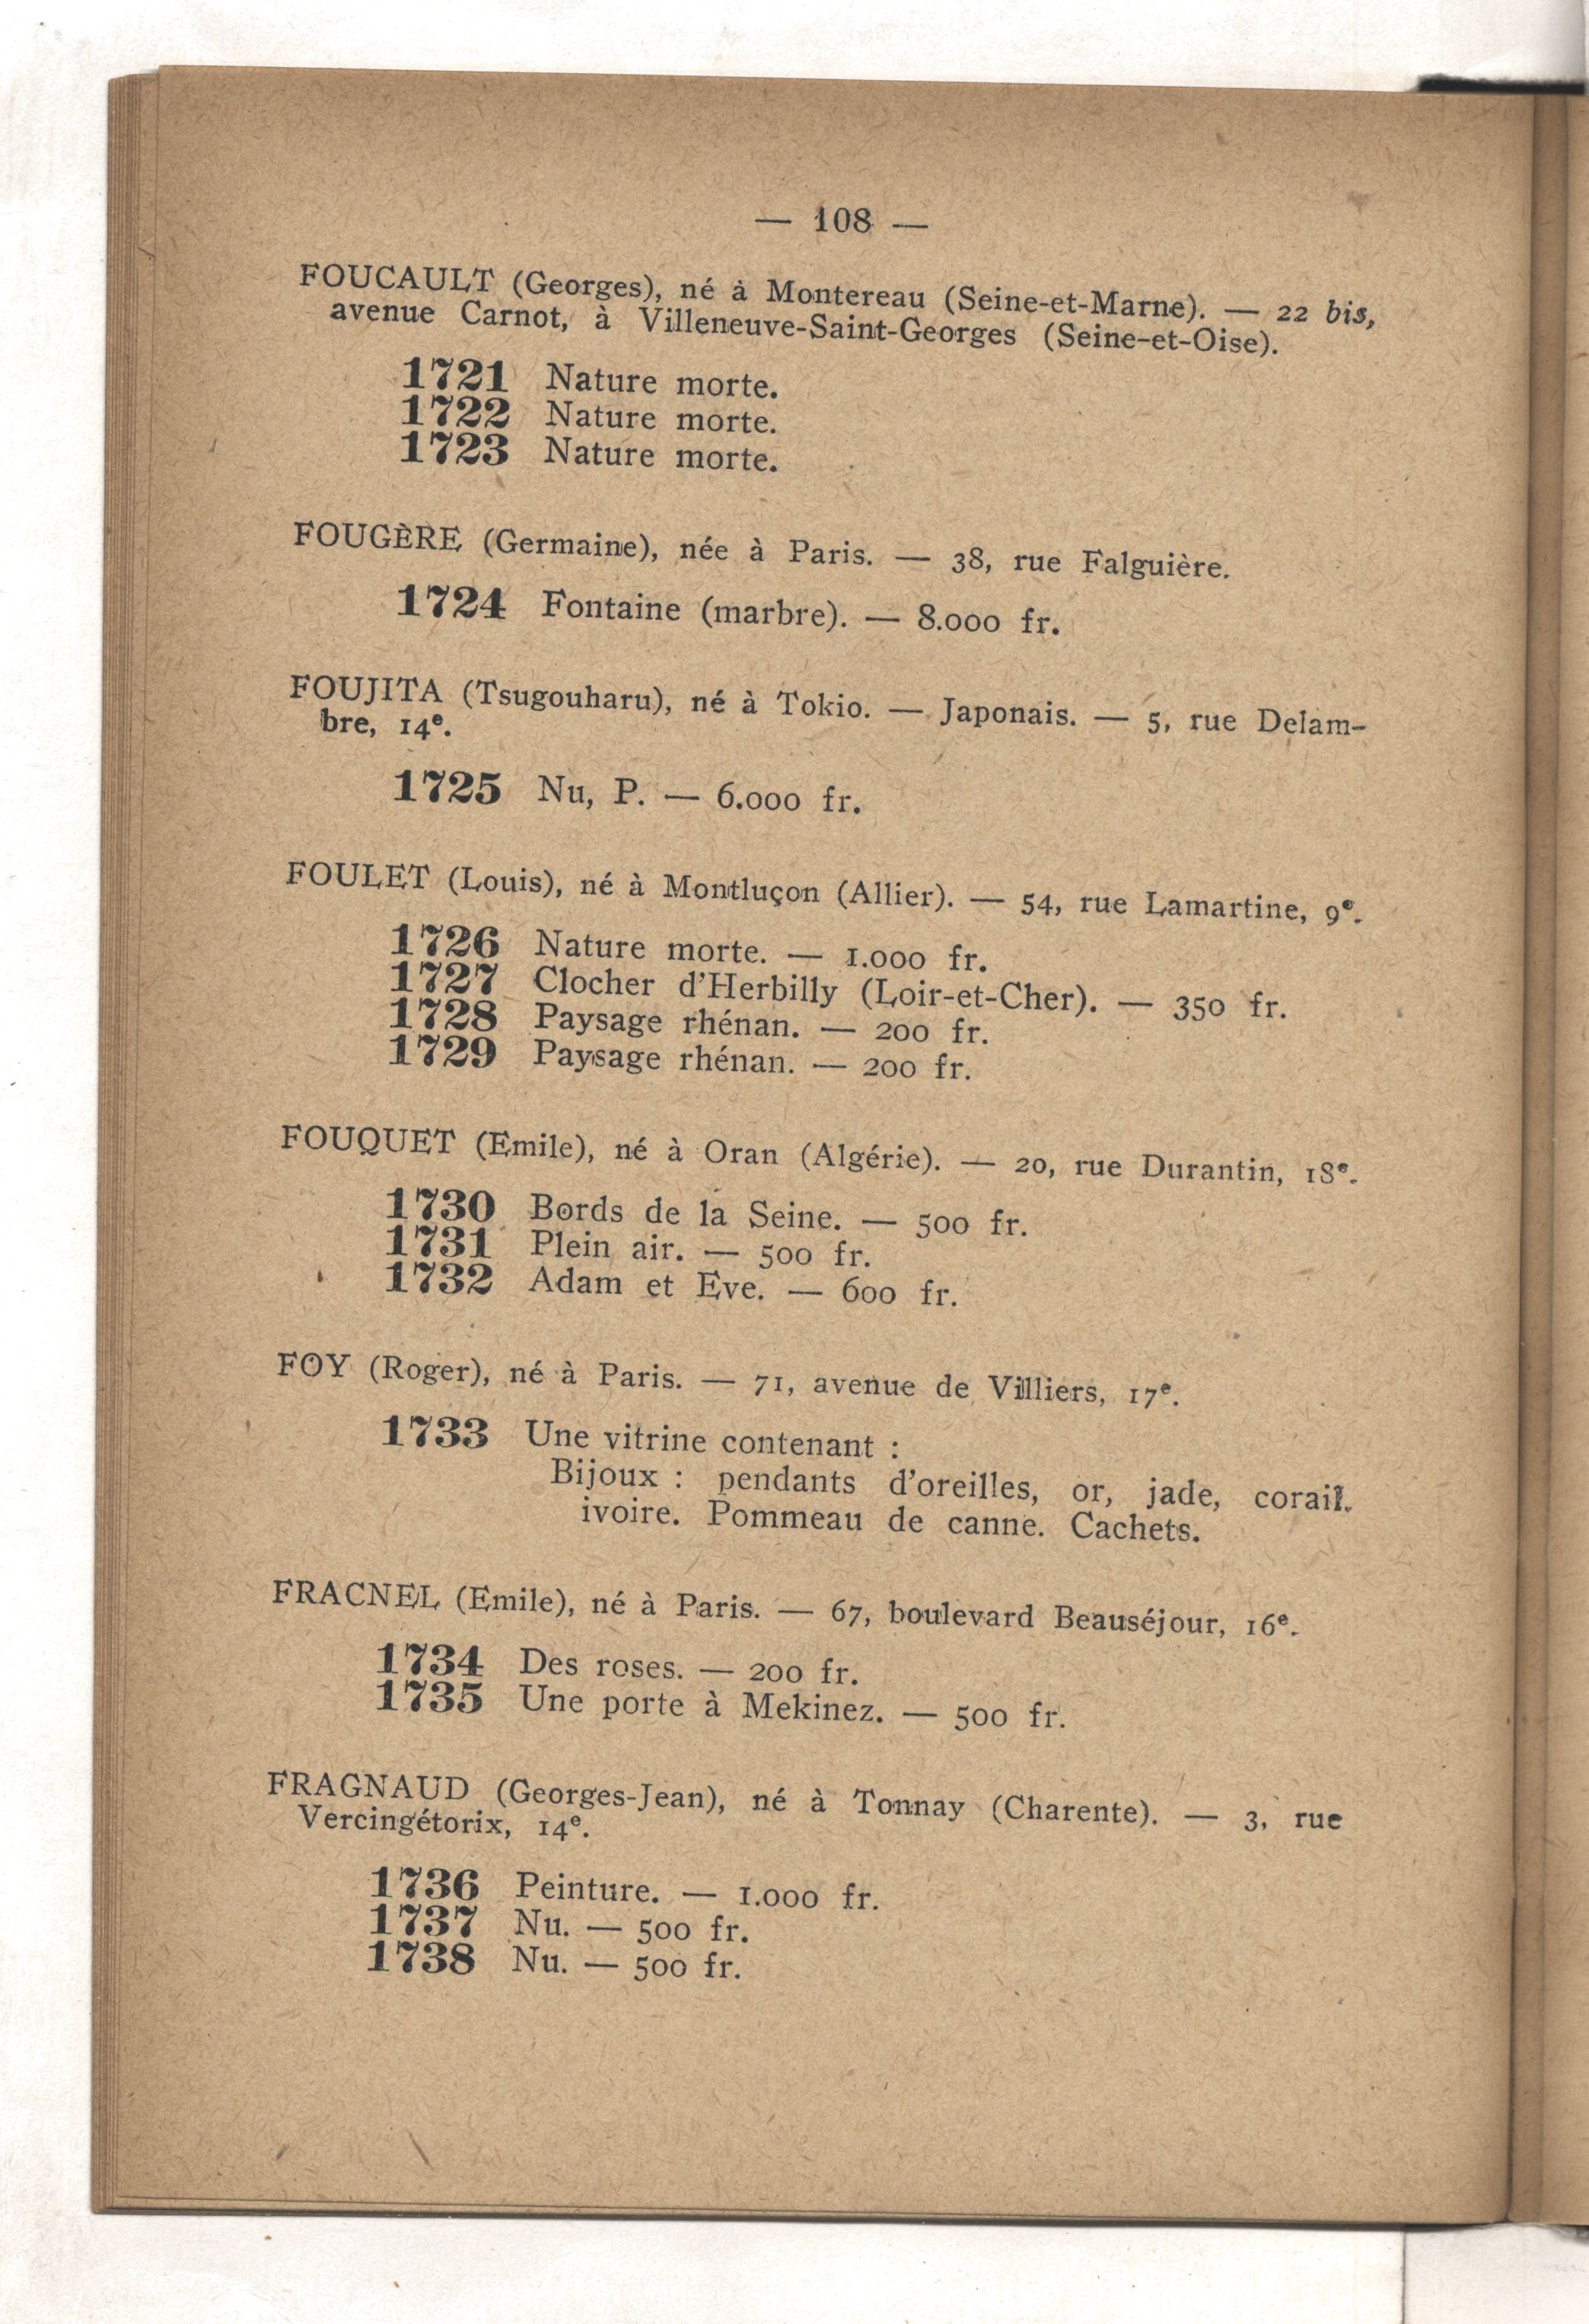 — 108 —
FOUCAULT (Georges), né à Montereau (Seine-et-Marne). — 22 bis,
avenue Carnot, à Villeneuve-Saint-Georges (Seine-et-Oise).
1721 Nature morte.
1722 Nature morte.
1723 Nature morte.
FOUGÈRE (Germaine), née à Paris. — 38, rue Falguière.
1724 Fontaine (marbre). — 8.000 fr.
FOUJITA (Tsugouharu), né à Tokio. — Japonais. — 5, rue Delam-
bre, 14e.
1725 Nu, P. — 6.000 fr.
FOULET (Louis), né à Montluçon (Allier). — 54, rue Lamartine, 9e.
1726 Nature morte. — 1.000 fr.
1727 Clocher d'Herbilly (Loir-et-Cher). — 350 fr.
1728 Paysage rhénan. — 200 fr.
1729 Paysage rhénan. — 200 fr.
FOUQUET (Emile), né à Oran (Algérie). — 20, rue Durantin, 18e.
1730 Bords de la Seine. — 500 fr.
1731 Plein air. — 500 fr.
1732 Adam et Eve. — 600 fr.
FOY (Roger), né à Paris. — 71, avenue de Villiers, 17e.
1733 Une vitrine contenant :
Bijoux : pendants d'oreilles, or, jade, corail.
ivoire. Pommeau de canne. Cachets.
FRACNEL (Emile), né à Paris. — 67, boulevard Beauséjour, 16e.
1734 Des roses. — 200 fr.
1735 Une porte à Mekinez. — 500 fr.
FRAGNAUD (Georges-Jean), né à Tonnay (Charente). — 3, rue
Vercingétorix, 14e.
1736 Peinture. — 1.000 fr.
1737 Nu. — 500 fr.
1738 Nu. — 500 fr.